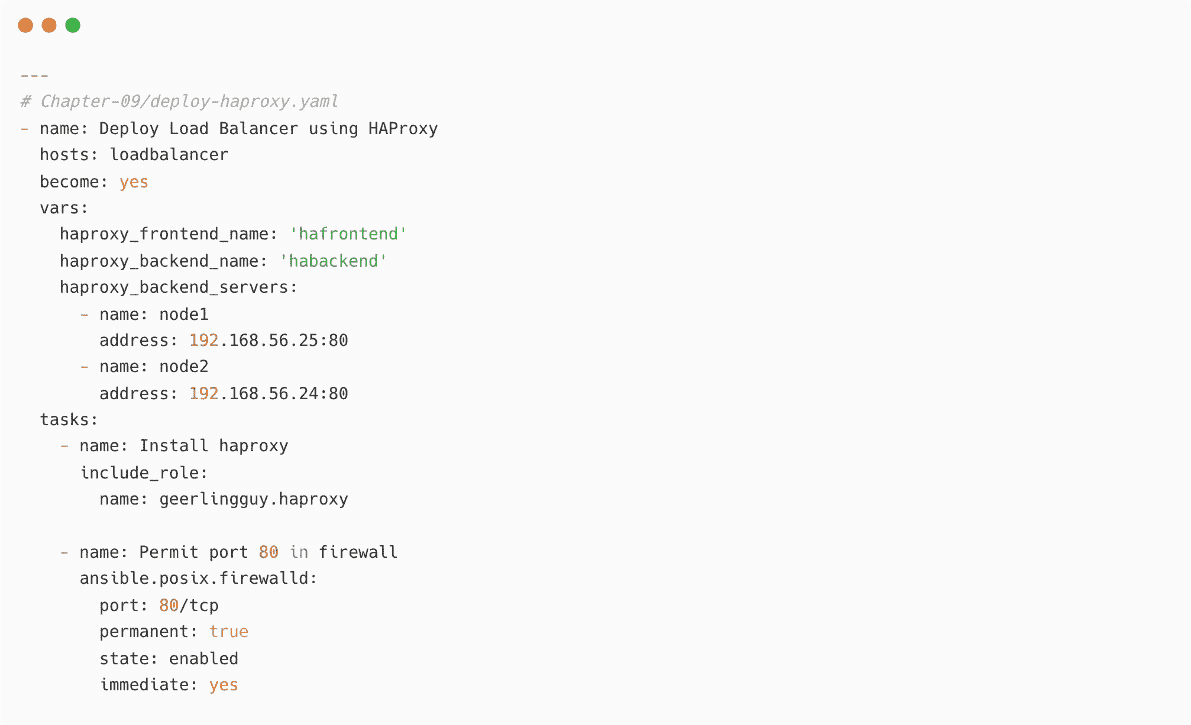 ---
# Chapter-09/deploy-haproxy.yaml
- name: Deploy Load Balancer using HAProxy
  hosts: loadbalancer
  become: yes
  vars:
    haproxy_frontend_name: 'hafrontend'
    haproxy_backend_name: 'habackend'
    haproxy_backend_servers:
      - name: node1
        address: 192.168.56.25:80
      - name: node2
        address: 192.168.56.24:80
  tasks:
    - name: Install haproxy
      include_role:
        name: geerlingguy.haproxy

    - name: Permit port 80 in firewall
      ansible.posix.firewalld:
        port: 80/tcp
        permanent: true
        state: enabled
        immediate: yes